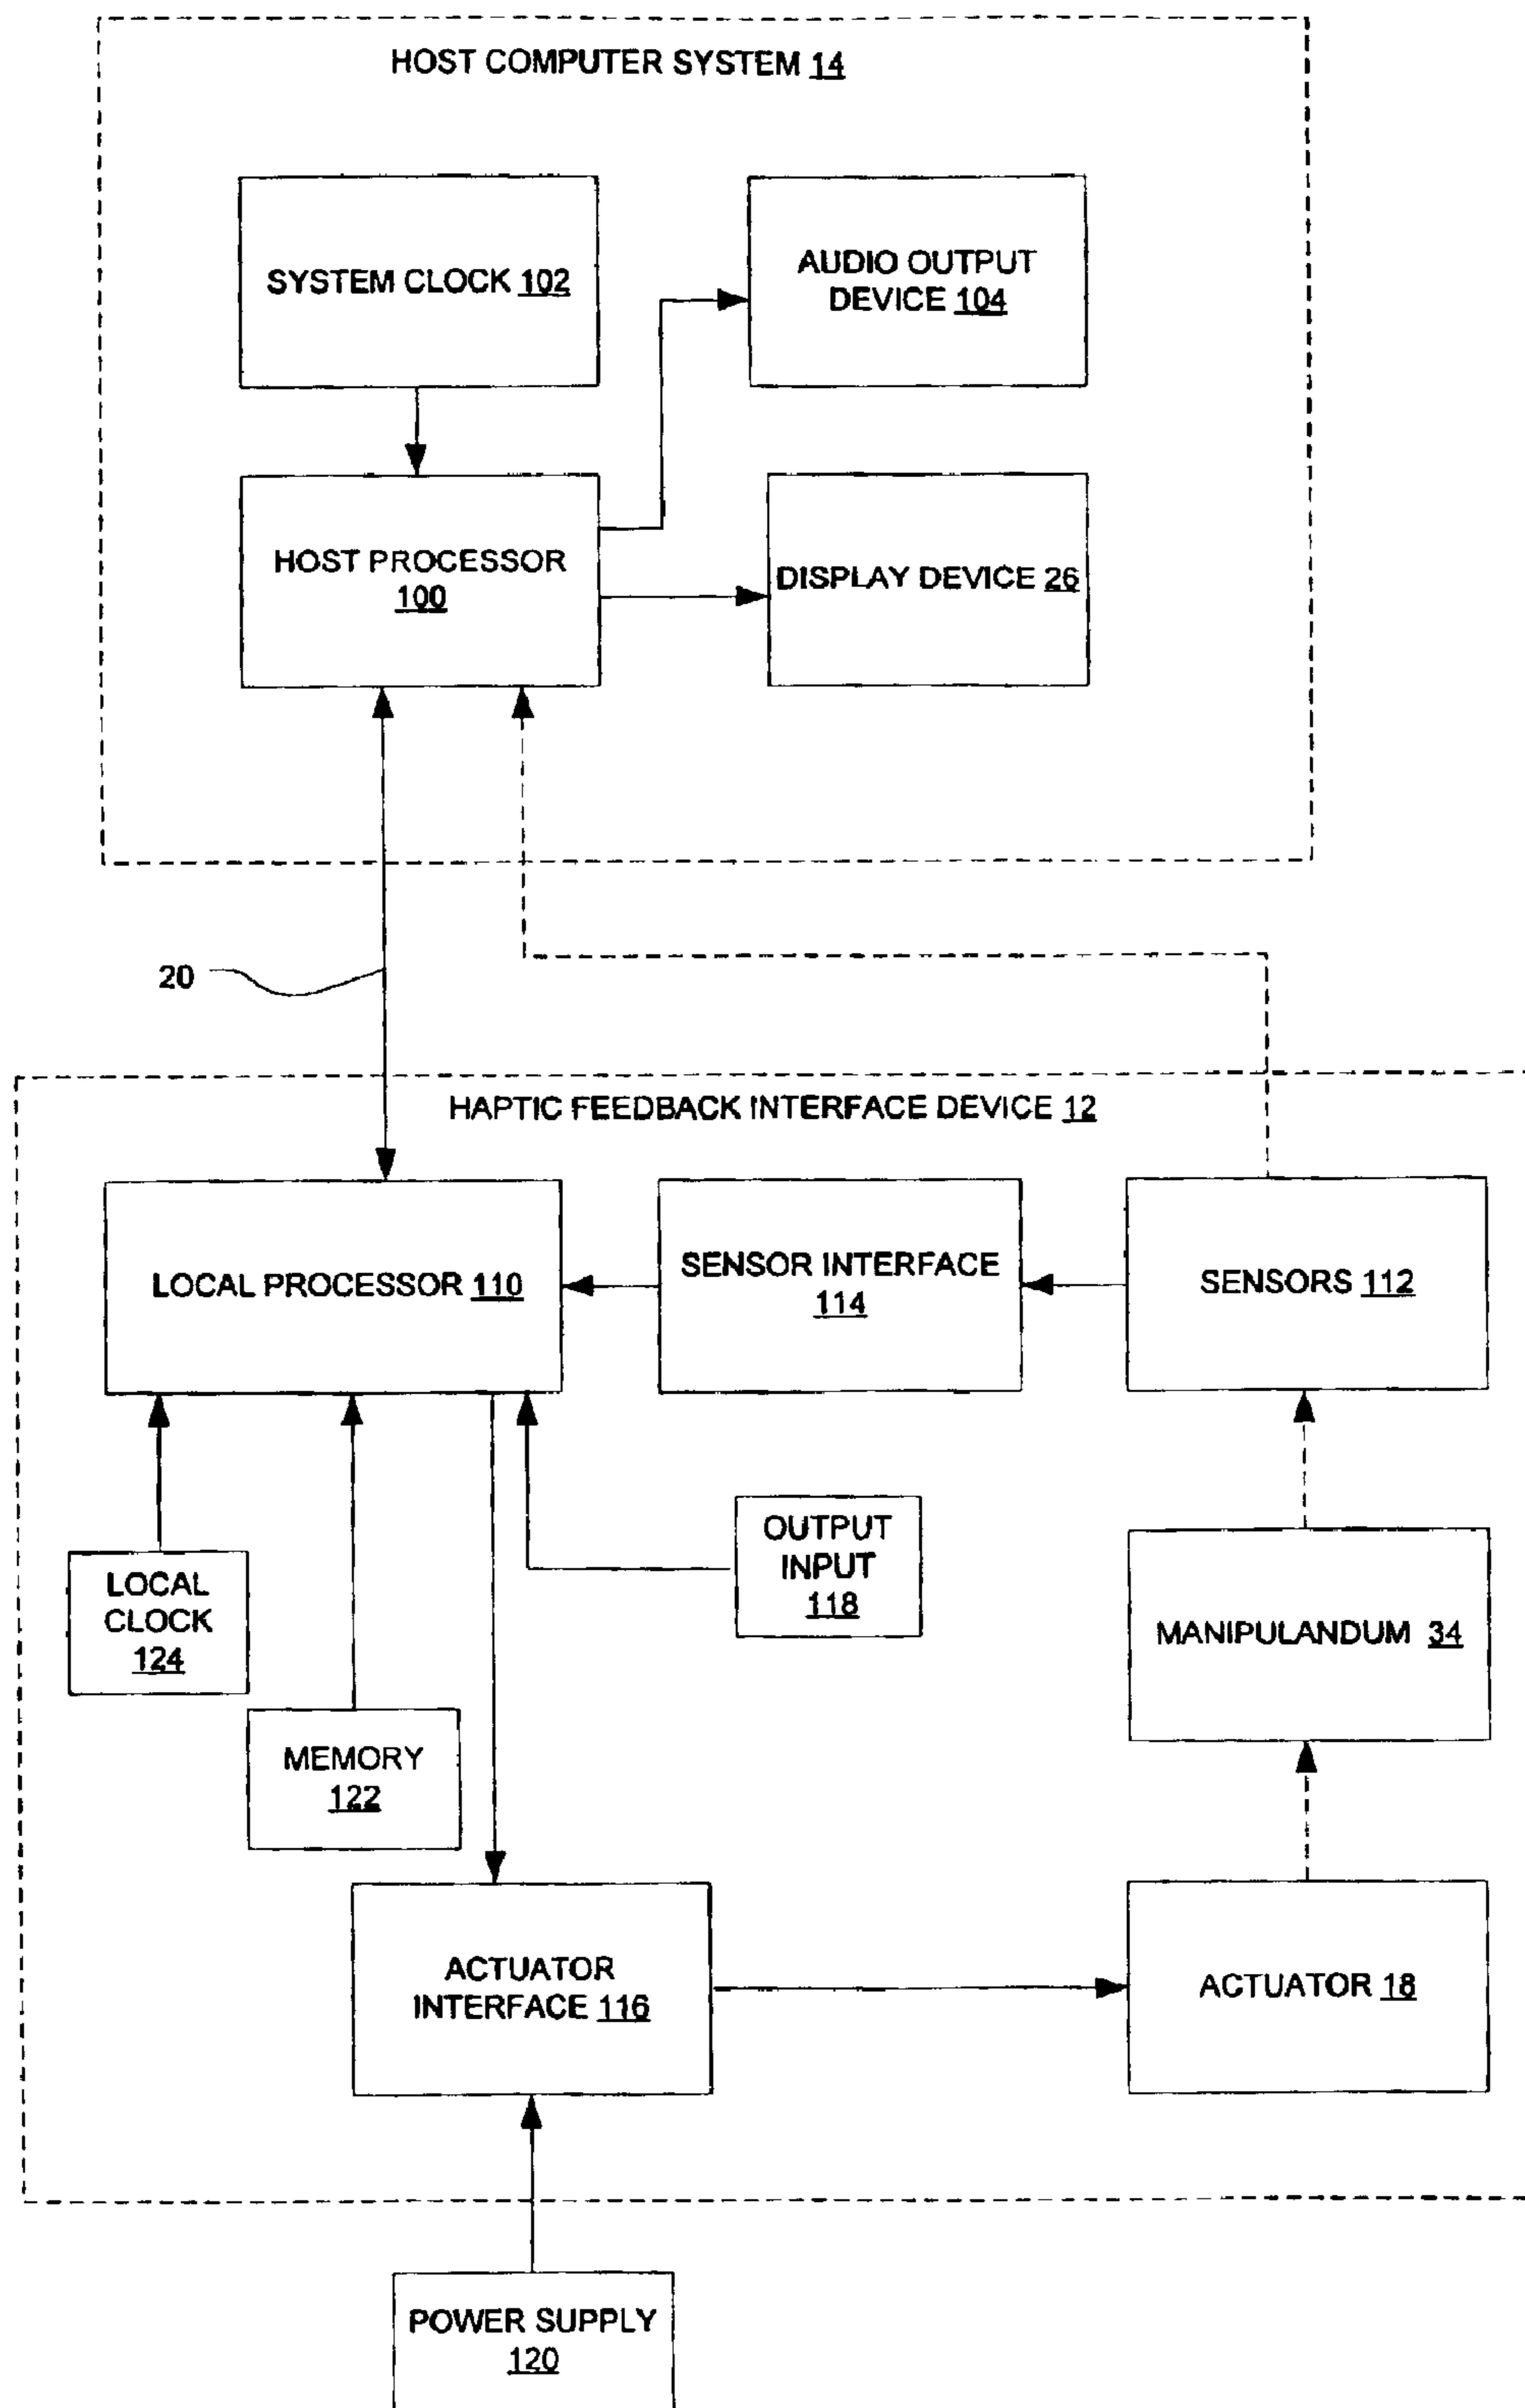 HOST COMPUTER SYSTEM 14
SYSTEM CLOCK 102
AUDIO OUTPUT
DEVICE 104
HOST PROCESSOR
100
DISPLAY DEVICE 26
20
HAPTIC FEEDBACK INTERFACE DEVICE 12
LOCAL PROCESSOR 110
SENSOR INTERFACE
114
SENSORS 112
OUTPUT
INPUT
118
LOCAL
CLOCK
124
MANIPULANDUM 34
MEMORY
122
ACTUATOR
INTERFACE 116
ACTUATOR 18
POWER SUPPLY
120